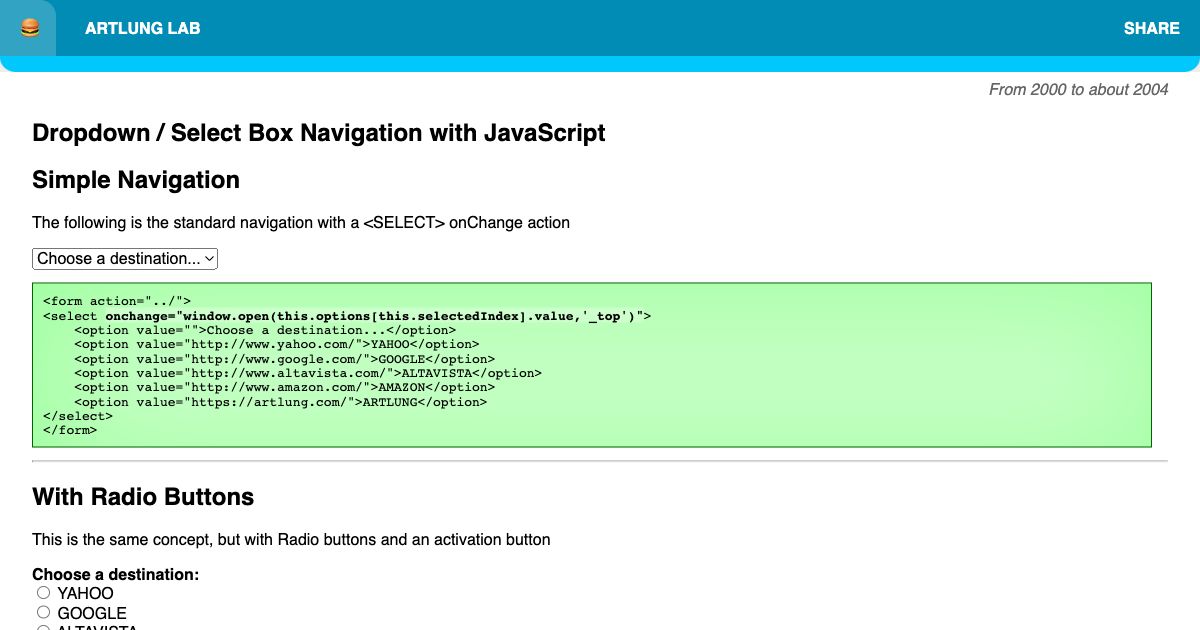 ARTLUNG LAB
SHARE
From 2000 to about 2004
Dropdown / Select Box Navigation with JavaScript
Simple Navigation
The following is the standard navigation with a <SELECT> onChange action
Choose a destination...
<form action="../">
<select onchange="window.open(this.options[this.selectedIndex].value,'_top')">
    <option value="">Choose a destination...</option>
    <option value="http://www.yahoo.com/">YAHOO</option>
    <option value="http://www.google.com/">GOOGLE</option>
    <option value="http://www.altavista.com/">ALTAVISTA</option>
    <option value="http://www.amazon.com/">AMAZON</option>
    <option value="https://artlung.com/">ARTLUNG</option>
</select>
</form>
With Radio Buttons
This is the same concept, but with Radio buttons and an activation button
Choose a destination:
YAHOO
GOOGLE
ALTAVISTA